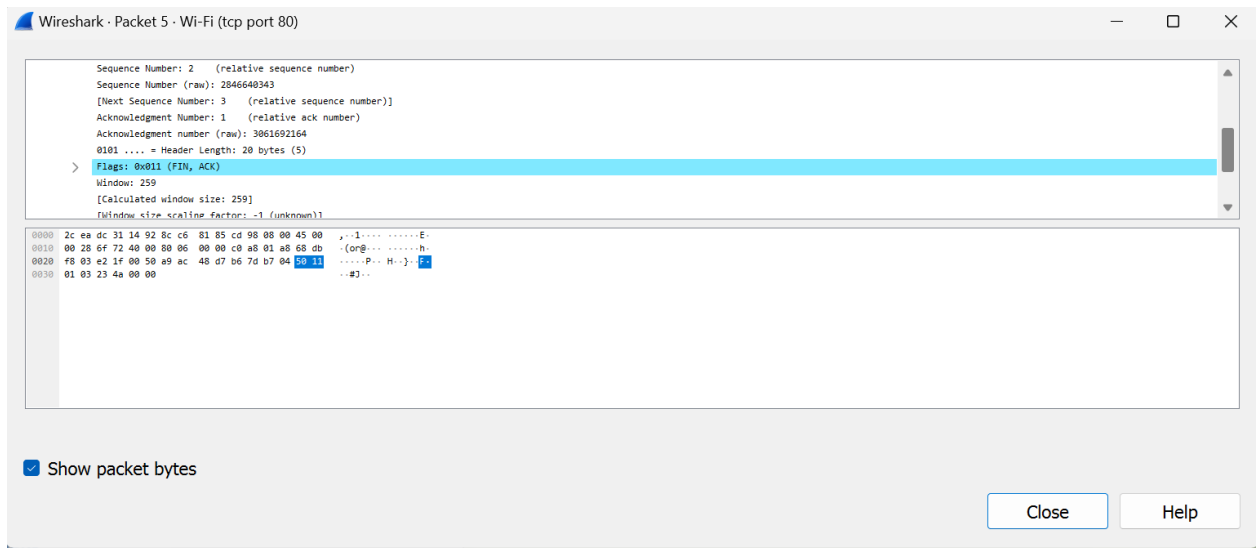 Wireshark · Packet 5 · Wi-Fi (tcp port 80)
Sequence Number: 2    (relative sequence number)
Sequence Number (raw): 2846640343
[Next Sequence Number: 3    (relative sequence number)]
Acknowledgment Number: 1    (relative ack number)
Acknowledgment number (raw): 3061692164
0101 .... = Header Length: 20 bytes (5)
Flags: 0x011 (FIN, ACK)
Window: 259
[Calculated window size: 259]
[Window size scaling factor: -1 (unknown)]
0000  2c ea dc 31 14 92 8c c6  81 85 cd 98 08 00 45 00   ,··1···· ······E·
0010  00 28 6f 72 40 00 80 06  00 00 c0 a8 01 a8 68 db   ·(or@··· ······h·
0020  f8 03 e2 1f 00 50 a9 ac  48 d7 b6 7d b7 04 50 11   ·····P·· H··}··F·
0030  01 03 23 4a 00 00   ··#J··
Show packet bytes
Close    Help